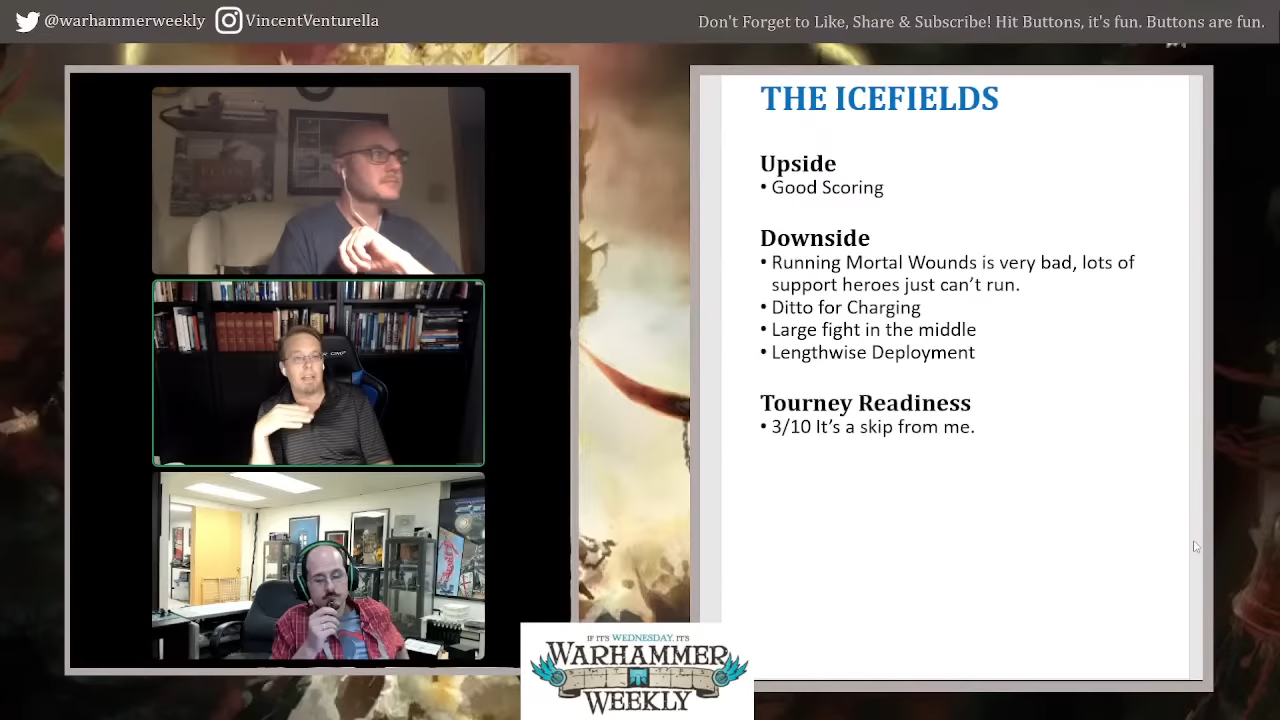 @warhammerweekly VincentVenturella
Don't Forget to Like, Share & Subscribe! Hit Buttons, it's fun. Buttons are fun.
THE ICEFIELDS
Upside
• Good Scoring
Downside
• Running Mortal Wounds is very bad, lots of
support heroes just can't run.
• Ditto for Charging
• Large fight in the middle
• Lengthwise Deployment
Tourney Readiness
• 3/10 It's a skip from me.
IF IT'S WEDNESDAY, IT'S
WARHAMMER
WEEKLY